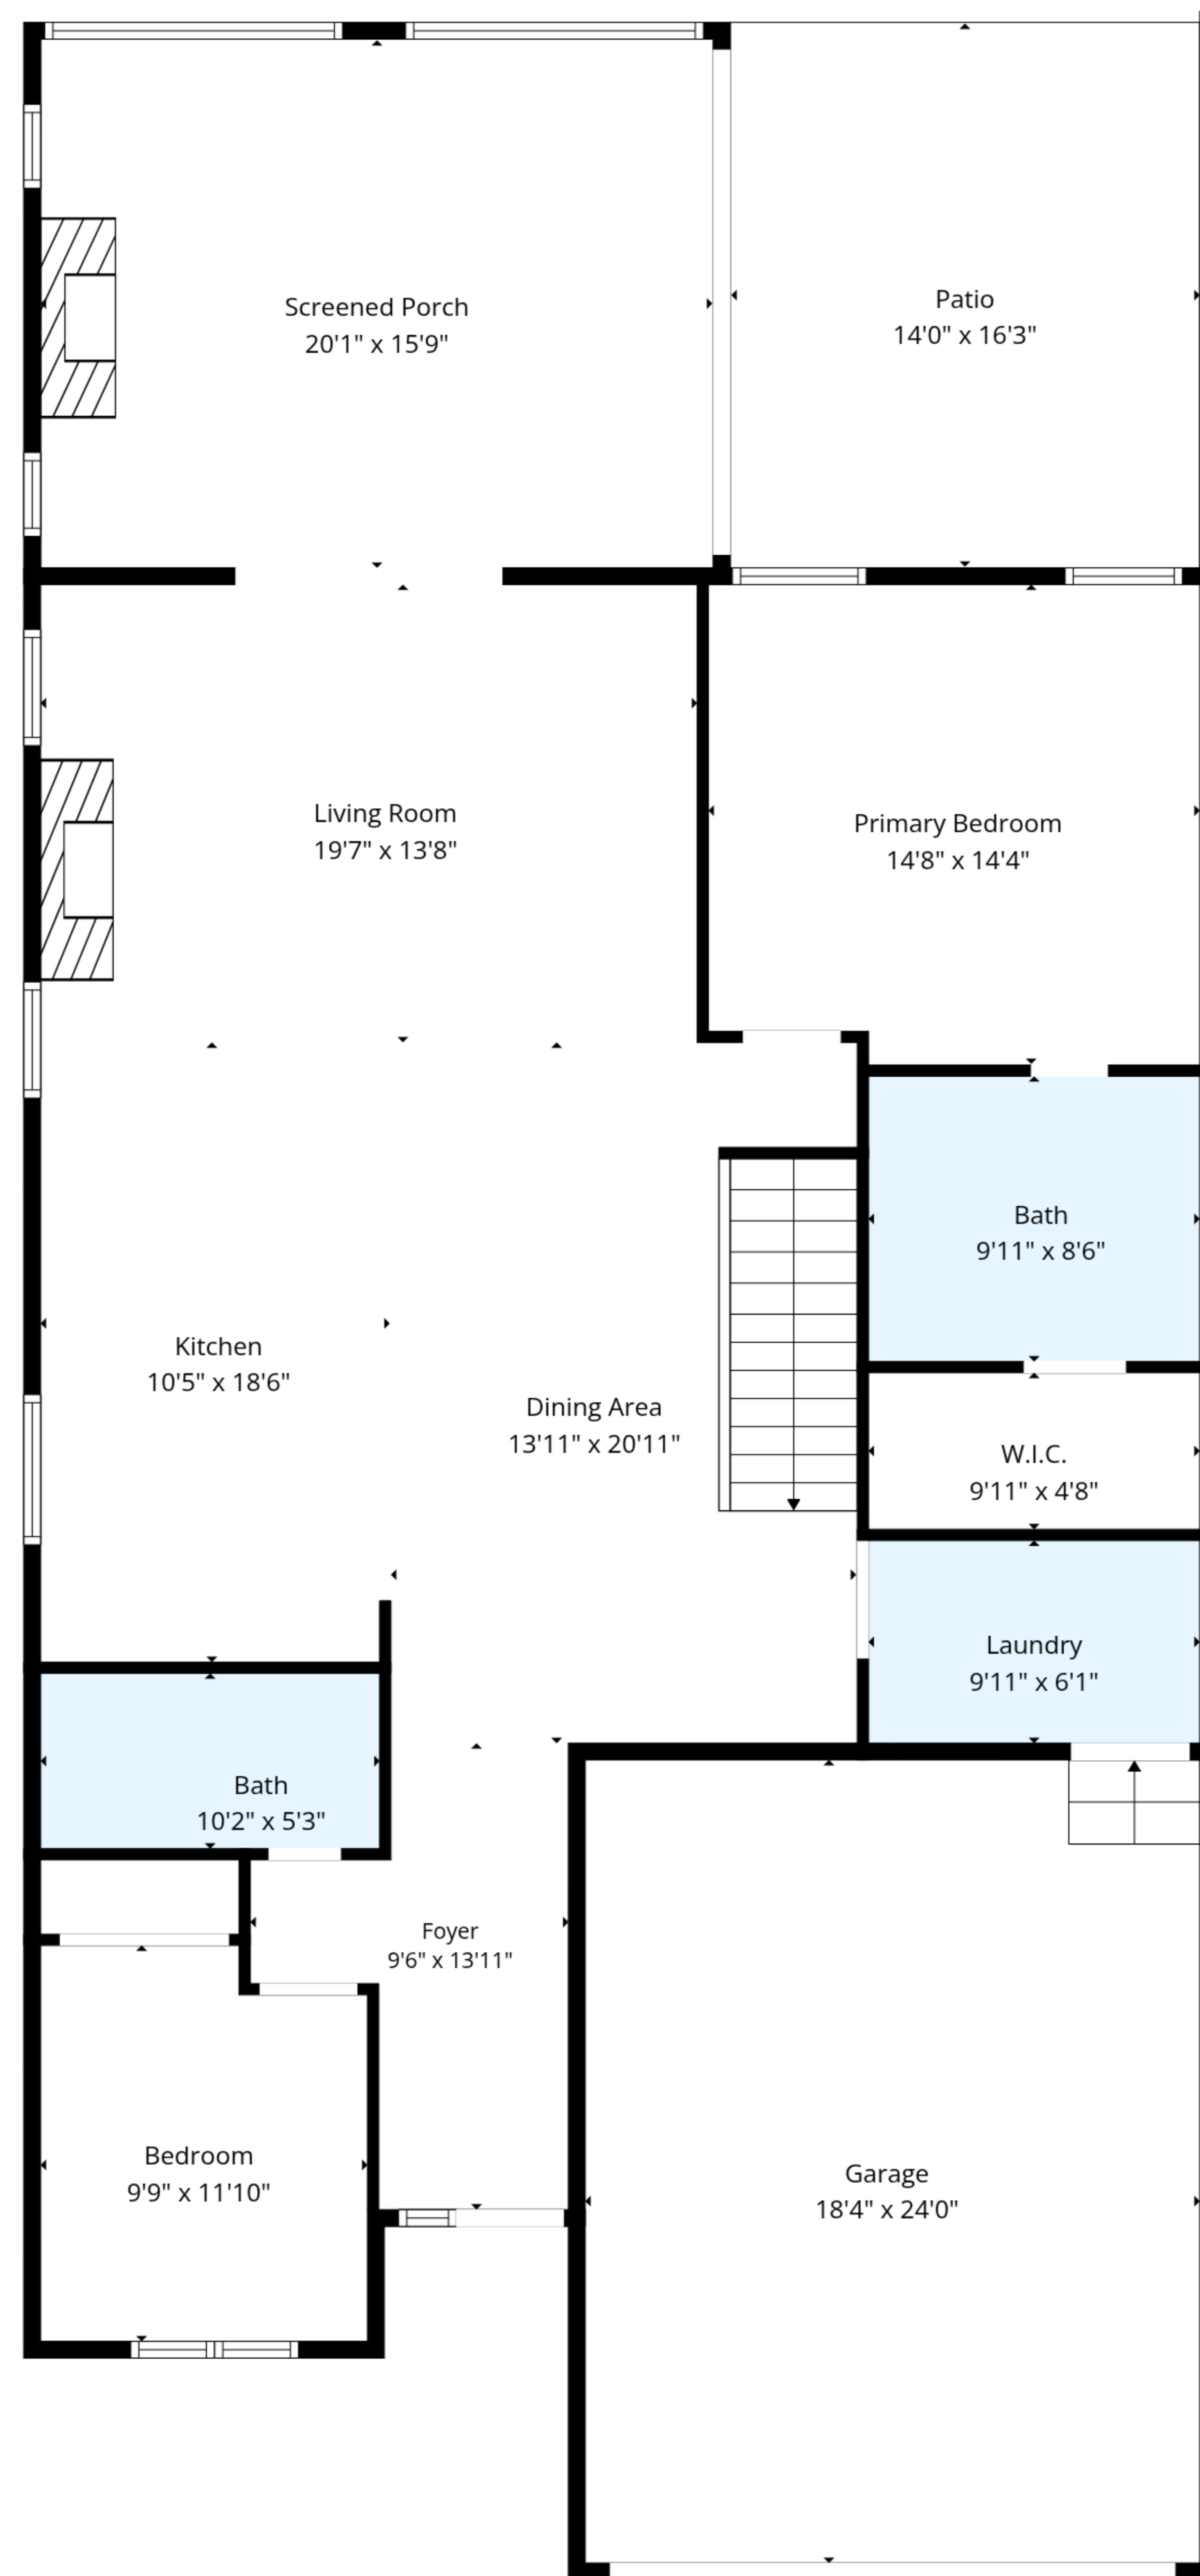 Screened Porch
20'1" x 15'9"
Patio
14'0" x 16'3"
Living Room
19'7" x 13'8"
Primary Bedroom
14'8" x 14'4"
Bath
9'11" x 8'6"
Kitchen
10'5" x 18'6"
Dining Area
13'11" x 20'11"
W.I.C.
9'11" x 4'8"
Laundry
9'11" x 6'1"
Bath
10'2" x 5'3"
Foyer
9'6" x 13'11"
Bedroom
9'9" x 11'10"
Garage
18'4" x 24'0"